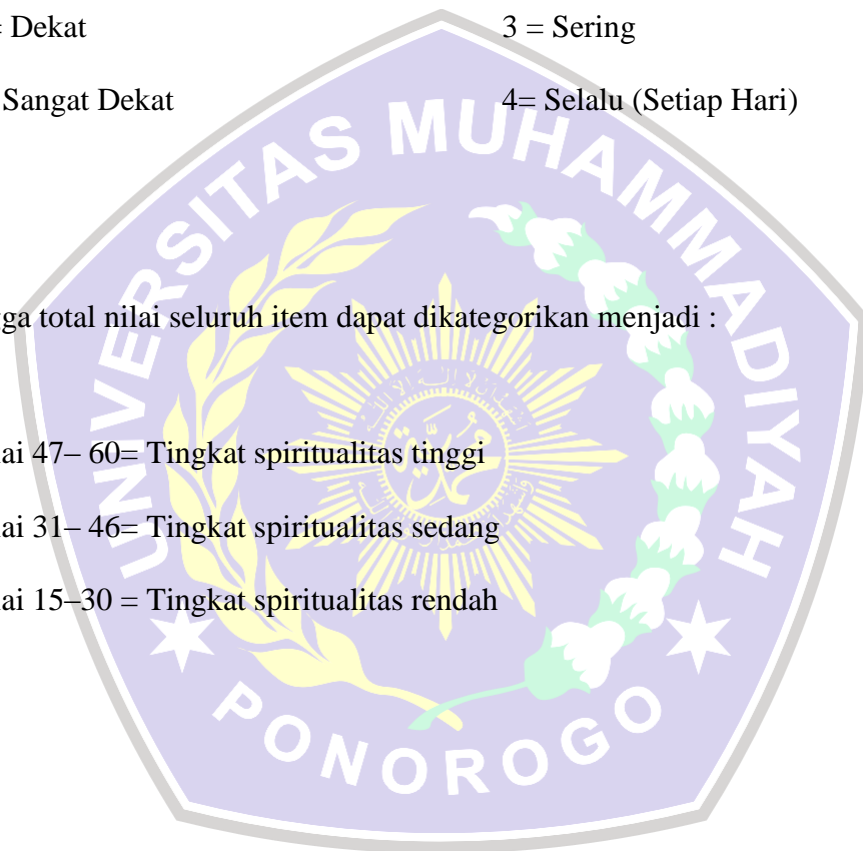 = Dekat
3 = Sering
Sangat Dekat
4= Selalu (Setiap Hari)
gga total nilai seluruh item dapat dikategorikan menjadi :
ai 47– 60= Tingkat spiritualitas tinggi
ai 31– 46= Tingkat spiritualitas sedang
ai 15–30 = Tingkat spiritualitas rendah
UNIVERSITAS MUHAMMADIYAH
PONOROGO